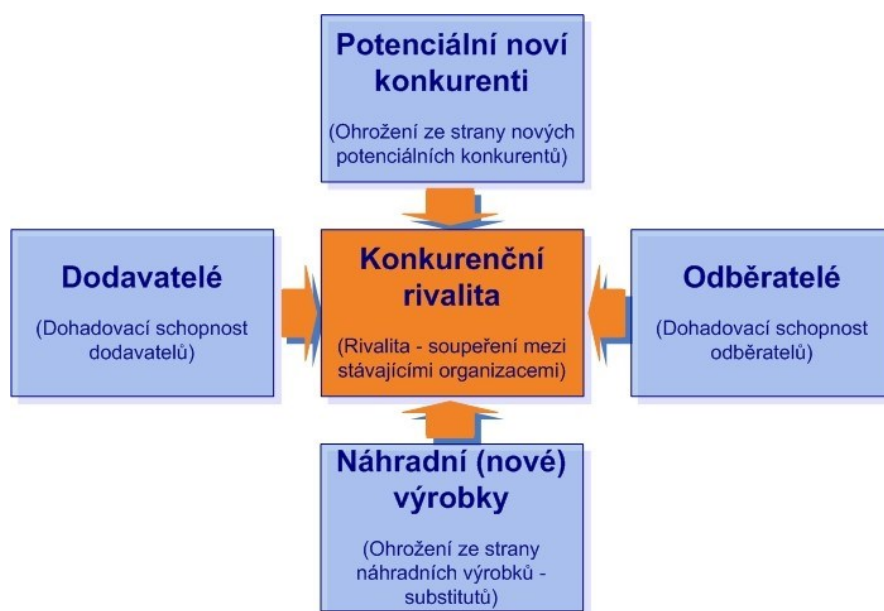 Potenciální noví
konkurenti
(Ohrožení ze strany nových
potenciálních konkurentů)
Dodavatelé
(Dohadovací schopnost
dodavatelů)
Konkurenční
rivalita
(Rivalita - soupeření mezi
stávajícími organizacemi)
Odběratelé
(Dohadovací schopnost
odběratelů)
Náhradní (nové)
výrobky
(Ohrožení ze strany
náhradních výrobků -
substitutů)